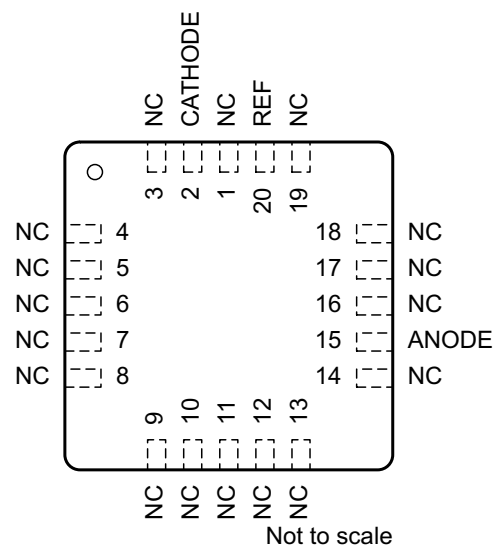 NC
CATHODE
NC
REF
NC
3
2
1
20
19
NC 4
NC 5
NC 6
NC 7
NC 8
18 NC
17 NC
16 NC
15 ANODE
14 NC
9
10
11
12
13
NC
NC
NC
NC
NC
Not to scale